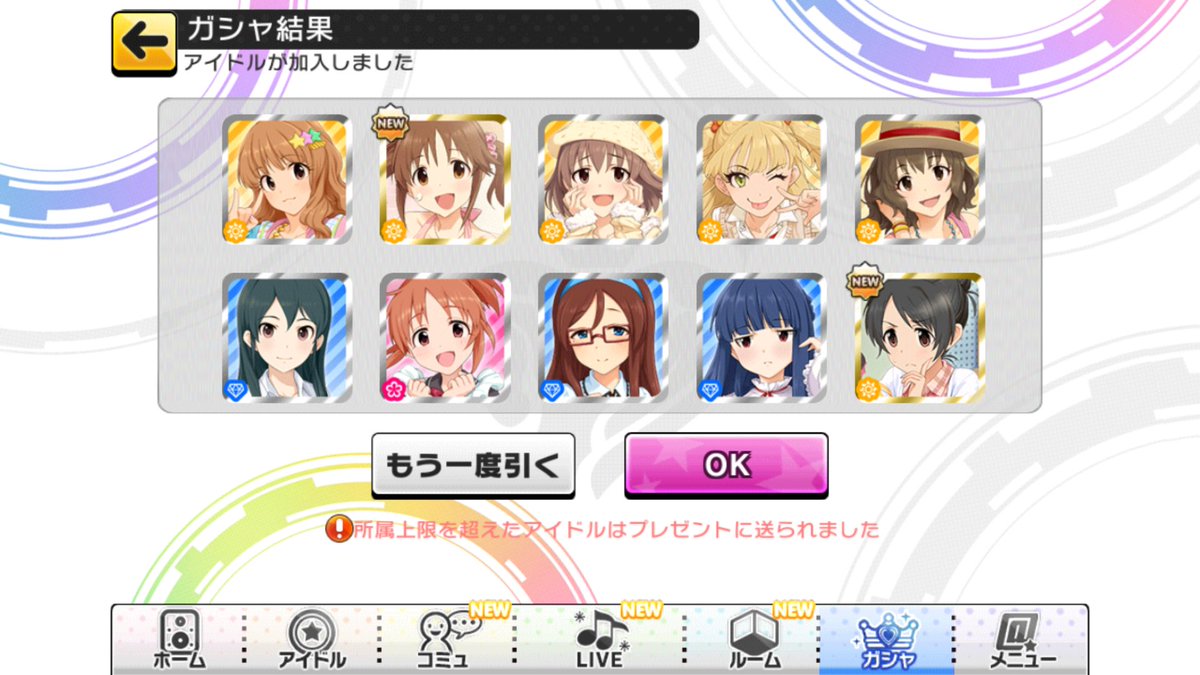 ガシャ結果
アイドルが加入しました
NEW
NEW
もう一度引く
OK
所属上限を超えたアイドルはプレゼントに送られました
NEW
NEW
NEW
ホーム
アイドル
コミュ
LIVE
ルーム
ガシャ
メニュー